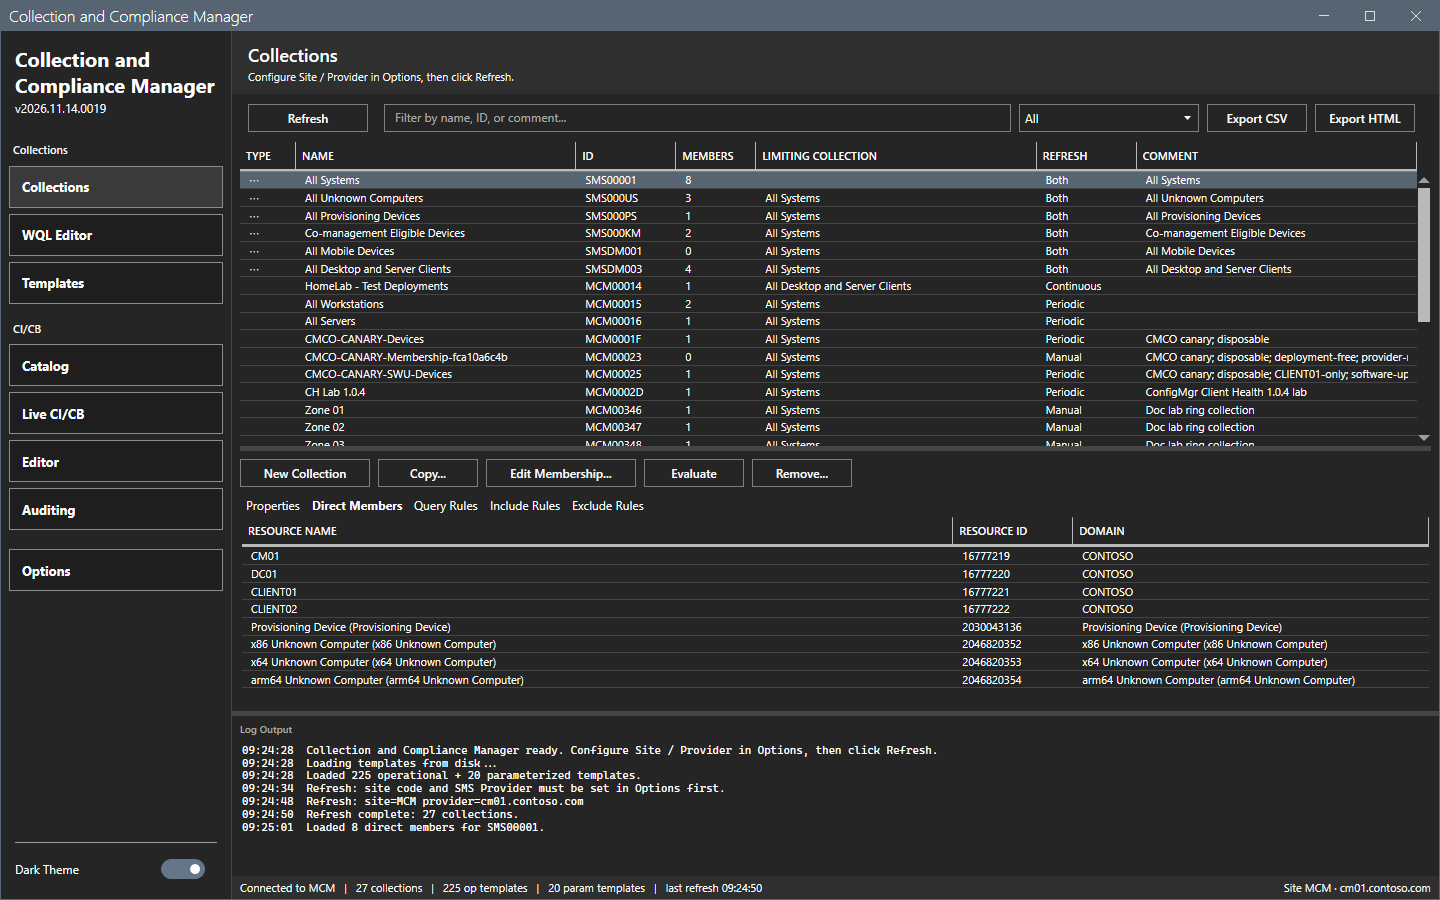 Collection and Compliance Manager
Collection and
Compliance Manager
v2026.11.14.0019
Collections
Collections
WQL Editor
Templates
CI/CB
Catalog
Live CI/CB
Editor
Auditing
Options
Dark Theme
Collections
Configure Site / Provider in Options, then click Refresh.
Refresh Filter by name, ID, or comment... All Export CSV Export HTML
TYPE NAME ID MEMBERS LIMITING COLLECTION REFRESH COMMENT
... All Systems SMS00001 8 Both All Systems
... All Unknown Computers SMS000US 3 All Systems Both All Unknown Computers
... All Provisioning Devices SMS000PS 1 All Systems Both All Provisioning Devices
... Co-management Eligible Devices SMS000KM 2 All Systems Both Co-management Eligible Devices
... All Mobile Devices SMSDM001 0 All Systems Both All Mobile Devices
... All Desktop and Server Clients SMSDM003 4 All Systems Both All Desktop and Server Clients
HomeLab - Test Deployments MCM00014 1 All Desktop and Server Clients Continuous
All Workstations MCM00015 2 All Systems Periodic
All Servers MCM00016 1 All Systems Periodic
CMCO-CANARY-Devices MCM0001F 1 All Systems Periodic CMCO canary; disposable
CMCO-CANARY-Membership-fca10a6c4b MCM00023 0 All Systems Manual CMCO canary; disposable; deployment-free; provider-
CMCO-CANARY-SWU-Devices MCM00025 1 All Systems Periodic CMCO canary; disposable; CLIENT01-only; software-up
CH Lab 1.0.4 MCM0002D 1 All Systems Periodic ConfigMgr Client Health 1.0.4 lab
Zone 01 MCM00346 1 All Systems Manual Doc lab ring collection
Zone 02 MCM00347 1 All Systems Manual Doc lab ring collection
Zone 03 MCM00348 1 All Systems Manual Doc lab ring collection
New Collection Copy... Edit Membership... Evaluate Remove...
Properties Direct Members Query Rules Include Rules Exclude Rules
RESOURCE NAME RESOURCE ID DOMAIN
CM01 16777219 CONTOSO
DC01 16777220 CONTOSO
CLIENT01 16777221 CONTOSO
CLIENT02 16777222 CONTOSO
Provisioning Device (Provisioning Device) 2030043136 Provisioning Device (Provisioning Device)
x86 Unknown Computer (x86 Unknown Computer) 2046820352 x86 Unknown Computer (x86 Unknown Computer)
x64 Unknown Computer (x64 Unknown Computer) 2046820353 x64 Unknown Computer (x64 Unknown Computer)
arm64 Unknown Computer (arm64 Unknown Computer) 2046820354 arm64 Unknown Computer (arm64 Unknown Computer)
Log Output
09:24:28 Collection and Compliance Manager ready. Configure Site / Provider in Options, then click Refresh.
09:24:28 Loading templates from disk...
09:24:28 Loaded 225 operational + 20 parameterized templates.
09:24:34 Refresh: site code and SMS Provider must be set in Options first.
09:24:48 Refresh: site=MCM provider=cm01.contoso.com
09:24:50 Refresh complete: 27 collections.
09:25:01 Loaded 8 direct members for SMS00001.
Connected to MCM | 27 collections | 225 op templates | 20 param templates | last refresh 09:24:50 Site MCM · cm01.contoso.com